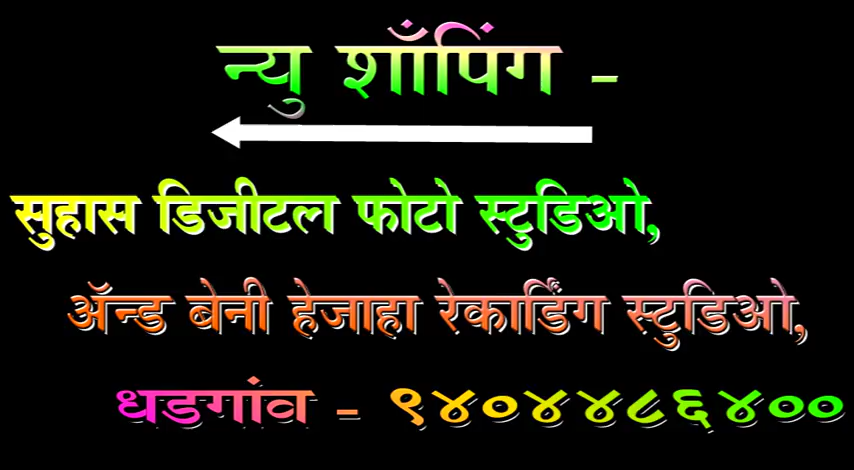 न्यु शाँपिंग -
सुहास डिजीटल फोटो स्टुडिओ,
ॲन्ड बेनी हेजाहा रेकार्डिंग स्टुडिओ,
धडगांव - ९४०४४८६४००